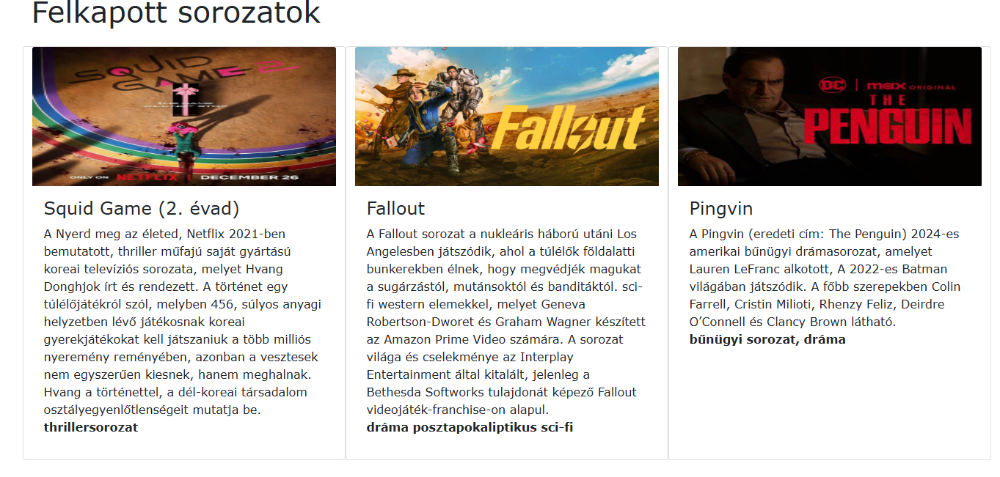 Felkapott sorozatok
SQUID
GAME 2
ONLY ON NETFLIX | DECEMBER 26
Squid Game (2. évad)
A Nyerd meg az életed, Netflix 2021-ben
bemutatott, thriller műfajú saját gyártású
koreai televíziós sorozata, melyet Hvang
Donghjok írt és rendezett. A történet egy
túlélőjátékról szól, melyben 456, súlyos anyagi
helyzetben lévő játékosnak koreai
gyerekjátékokat kell játszaniuk a több milliós
nyeremény reményében, azonban a vesztesek
nem egyszerűen kiesnek, hanem meghalnak.
Hvang a történettel, a dél-koreai társadalom
osztályegyenlőtlenségeit mutatja be.
thrillersorozat
Fallout
Fallout
A Fallout sorozat a nukleáris háború utáni Los
Angelesben játszódik, ahol a túlélők földalatti
bunkerekben élnek, hogy megvédjék magukat
a sugárzástól, mutánsoktól és banditáktól. sci-
fi western elemekkel, melyet Geneva
Robertson-Dworet és Graham Wagner készített
az Amazon Prime Video számára. A sorozat
világa és cselekménye az Interplay
Entertainment által kitalált, jelenleg a
Bethesda Softworks tulajdonát képező Fallout
videojáték-franchise-on alapul.
dráma posztapokaliptikus sci-fi
DC | max ORIGINAL
THE
PENGUIN
Pingvin
A Pingvin (eredeti cím: The Penguin) 2024-es
amerikai bűnügyi drámasorozat, amelyet
Lauren LeFranc alkotott, A 2022-es Batman
világában játszódik. A főbb szerepekben Colin
Farrell, Cristin Milioti, Rhenzy Feliz, Deirdre
O’Connell és Clancy Brown látható.
bűnügyi sorozat, dráma